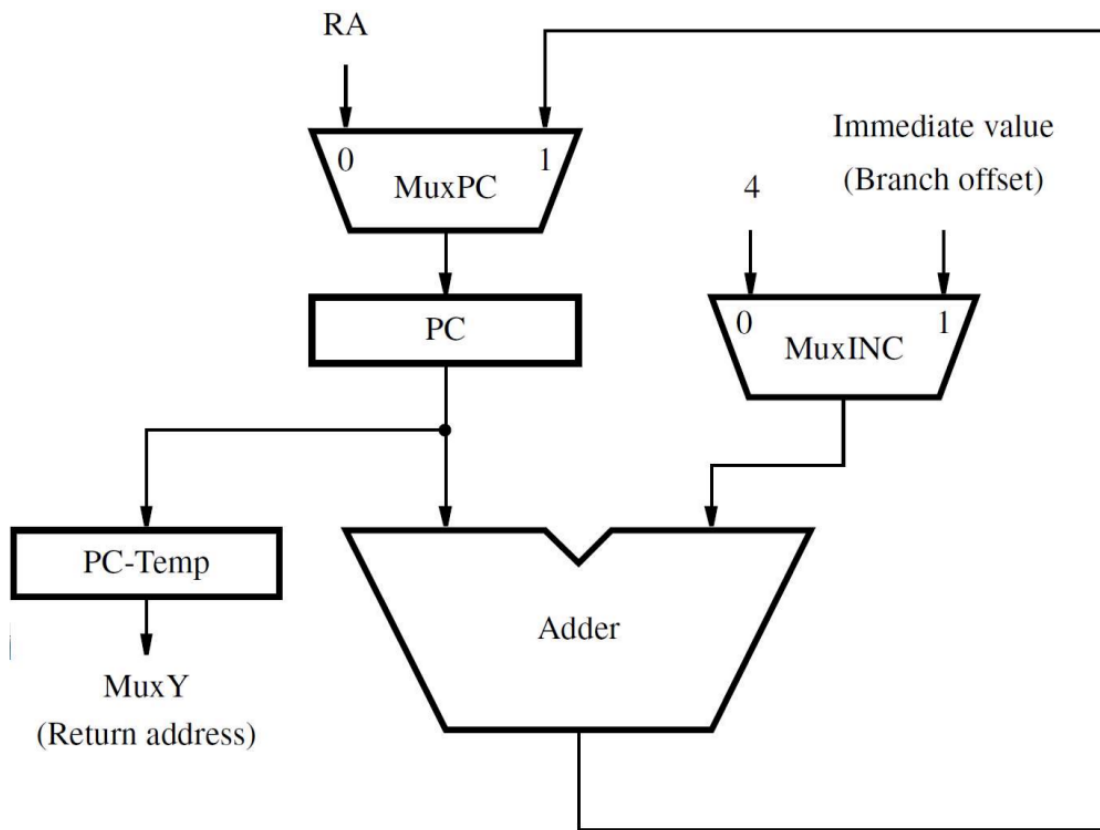 RA
Immediate value
(Branch offset)
0
1
MuxPC
4
PC
0
1
MuxINC
PC-Temp
Adder
MuxY
(Return address)